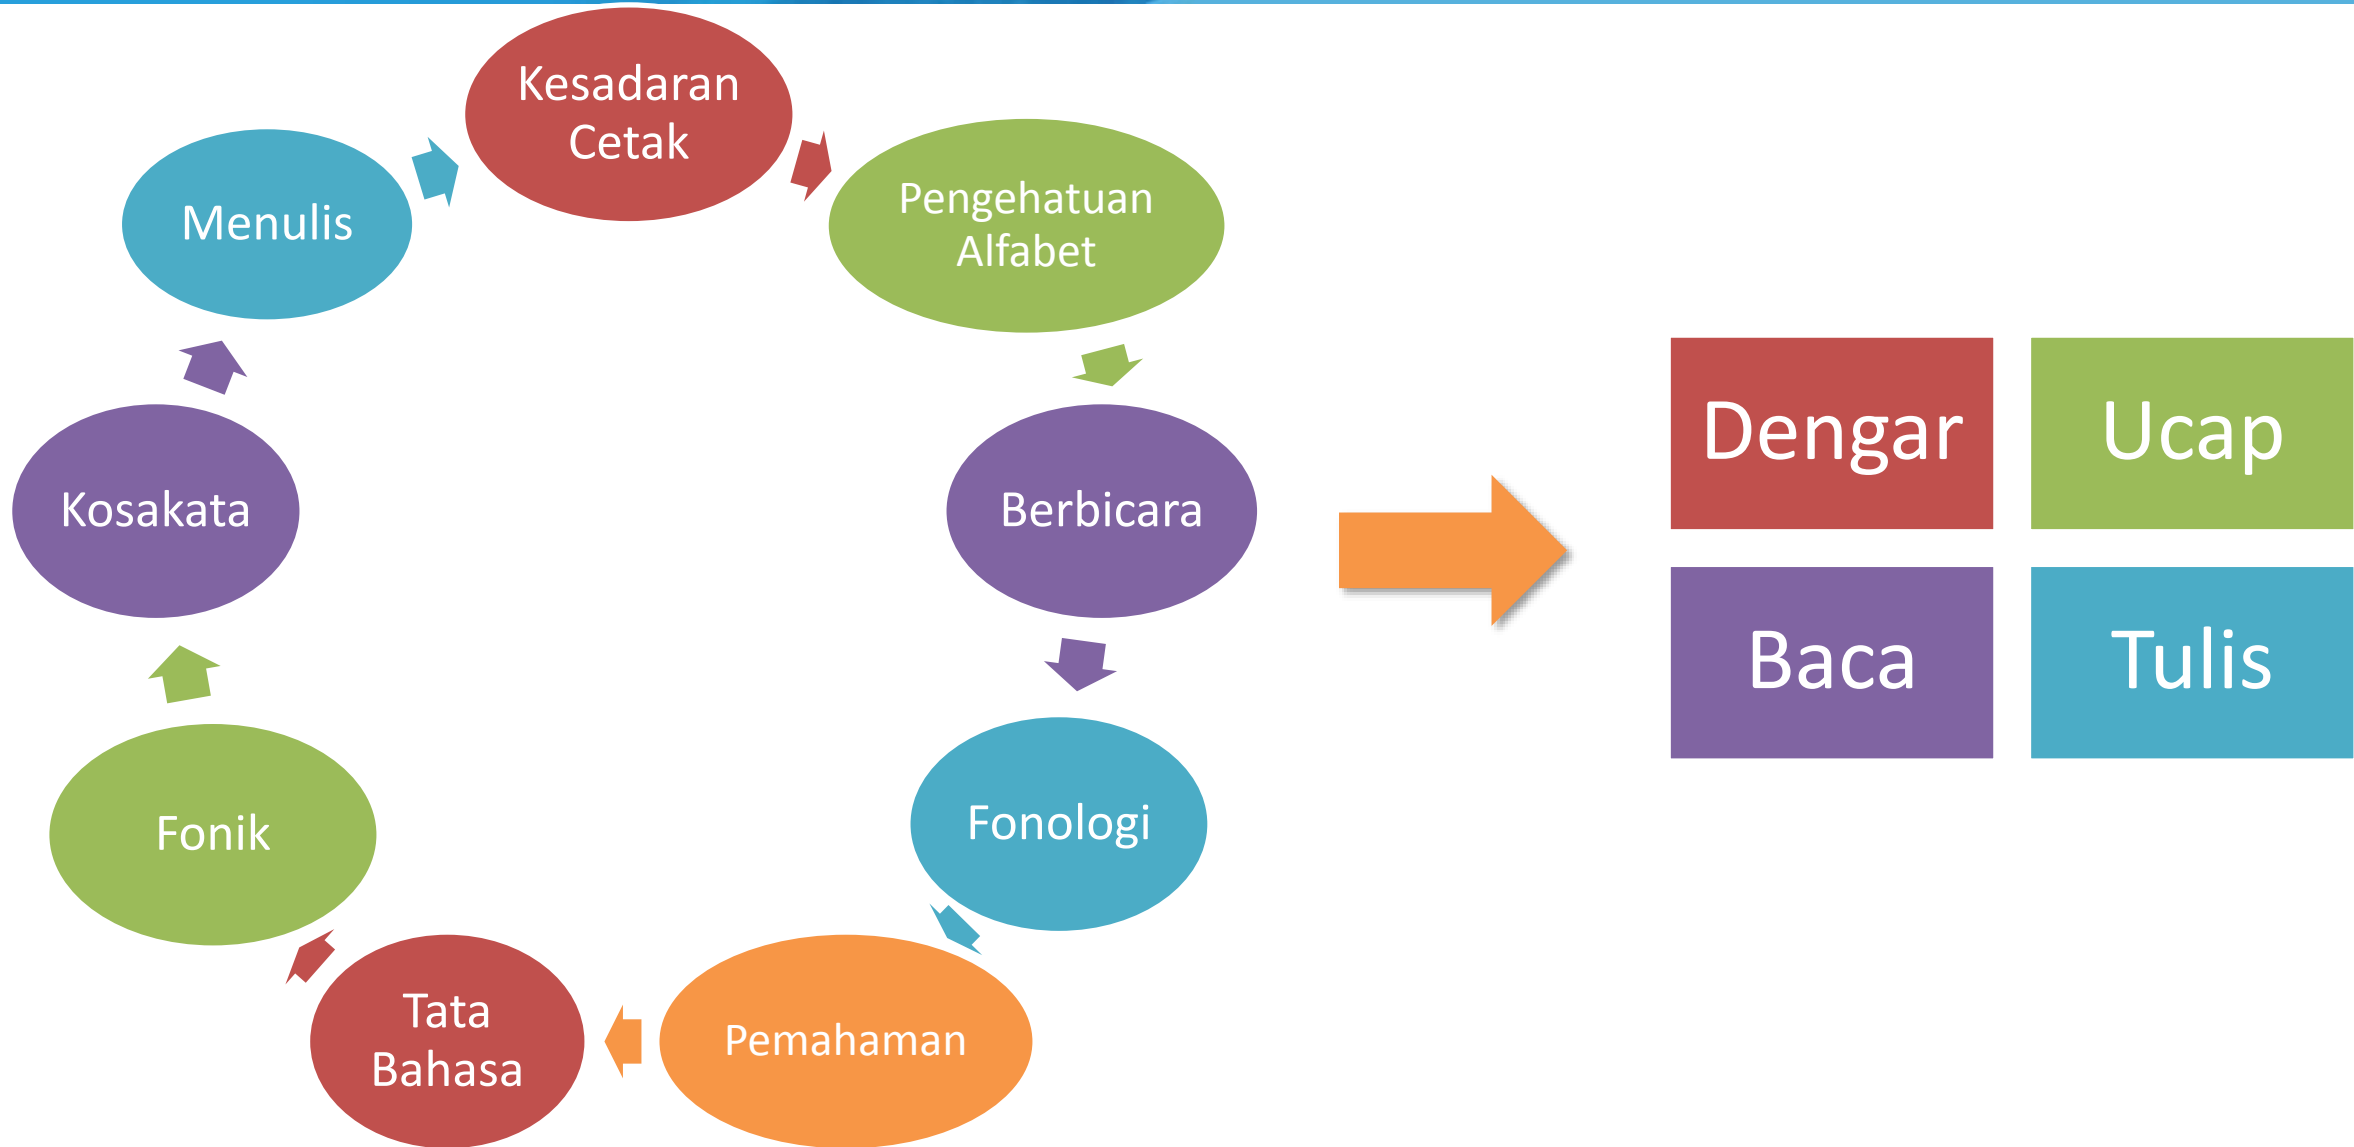 Kesadaran
Cetak
Pengehatuan
Alfabet
Berbicara
Fonologi
Pemahaman
Tata
Bahasa
Fonik
Kosakata
Menulis
Dengar
Ucap
Baca
Tulis